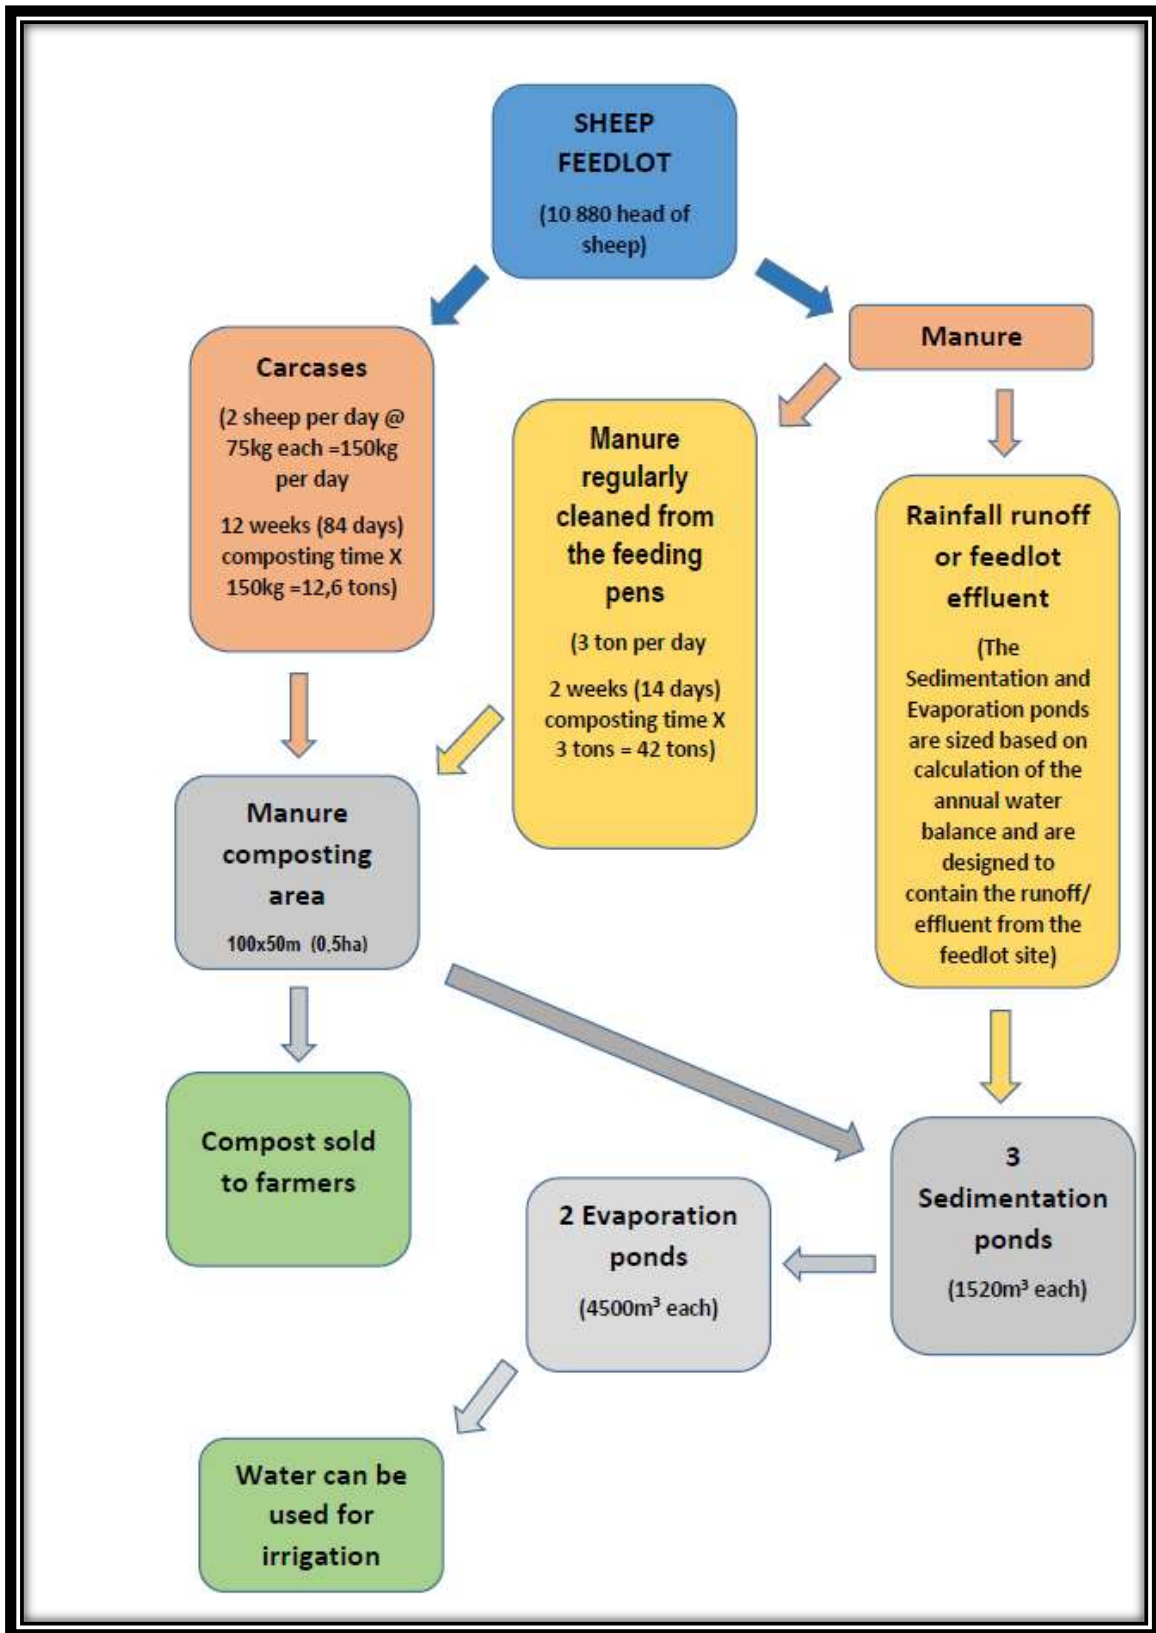 SHEEP
FEEDLOT
(10 880 head of
sheep)
Manure
Carcases
(2 sheep per day @
75kg each =150kg
per day
12 weeks (84 days)
composting time X
150kg =12,6 tons)
Manure
regularly
cleaned from
the feeding
pens
(3 ton per day
2 weeks (14 days)
composting time X
3 tons = 42 tons)
Rainfall runoff
or feedlot
effluent
(The
Sedimentation and
Evaporation ponds
are sized based on
calculation of the
annual water
balance and are
designed to
contain the runoff/
effluent from the
feedlot site)
Manure
composting
area
100x50m (0.5ha)
Compost sold
to farmers
3
Sedimentation
ponds
(1520m³ each)
2 Evaporation
ponds
(4500m³ each)
Water can be
used for
irrigation